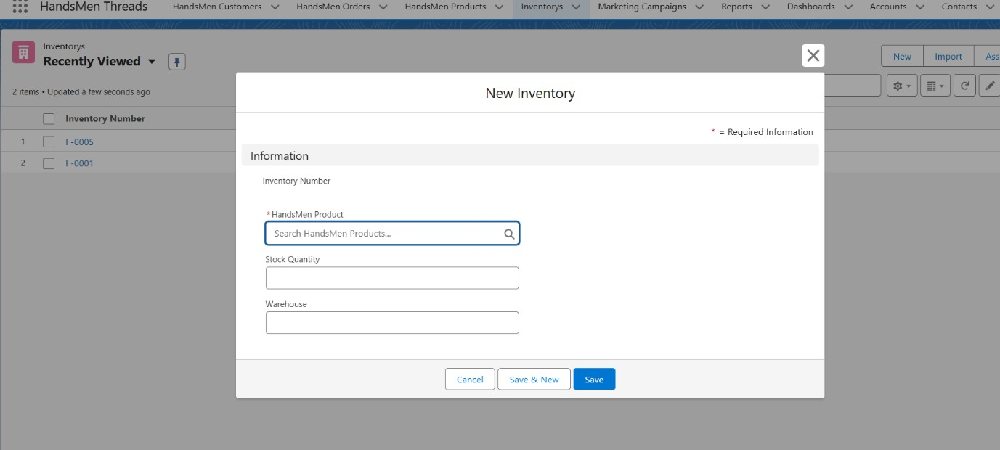 HandsMen Threads HandsMen Customers HandsMen Orders HandsMen Products Inventorys Marketing Campaigns Reports Dashboards Accounts Contacts
Inventorys
Recently Viewed
New Import Ass
2 items • Updated a few seconds ago
Inventory Number
1 I -0005
2 I -0001
New Inventory
* = Required Information
Information
Inventory Number
*HandsMen Product
Search HandsMen Products...
Stock Quantity
Warehouse
Cancel Save & New Save